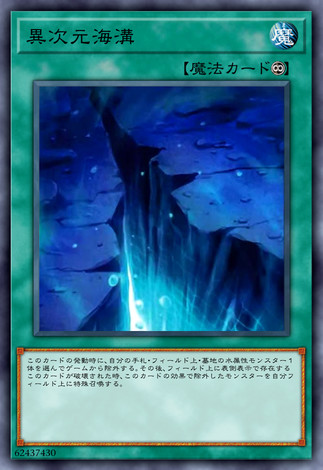 異次元海溝
魔
【魔法カード♾】
このカードの発動時に、自分の手札・フィールド上・墓地の水属性モンスター1
体を選んでゲームから除外する。その後、フィールド上に表側表示で存在する
このカードが破壊された時、このカードの効果で除外したモンスターを自分フ
ィールド上に特殊召喚する。
62437430